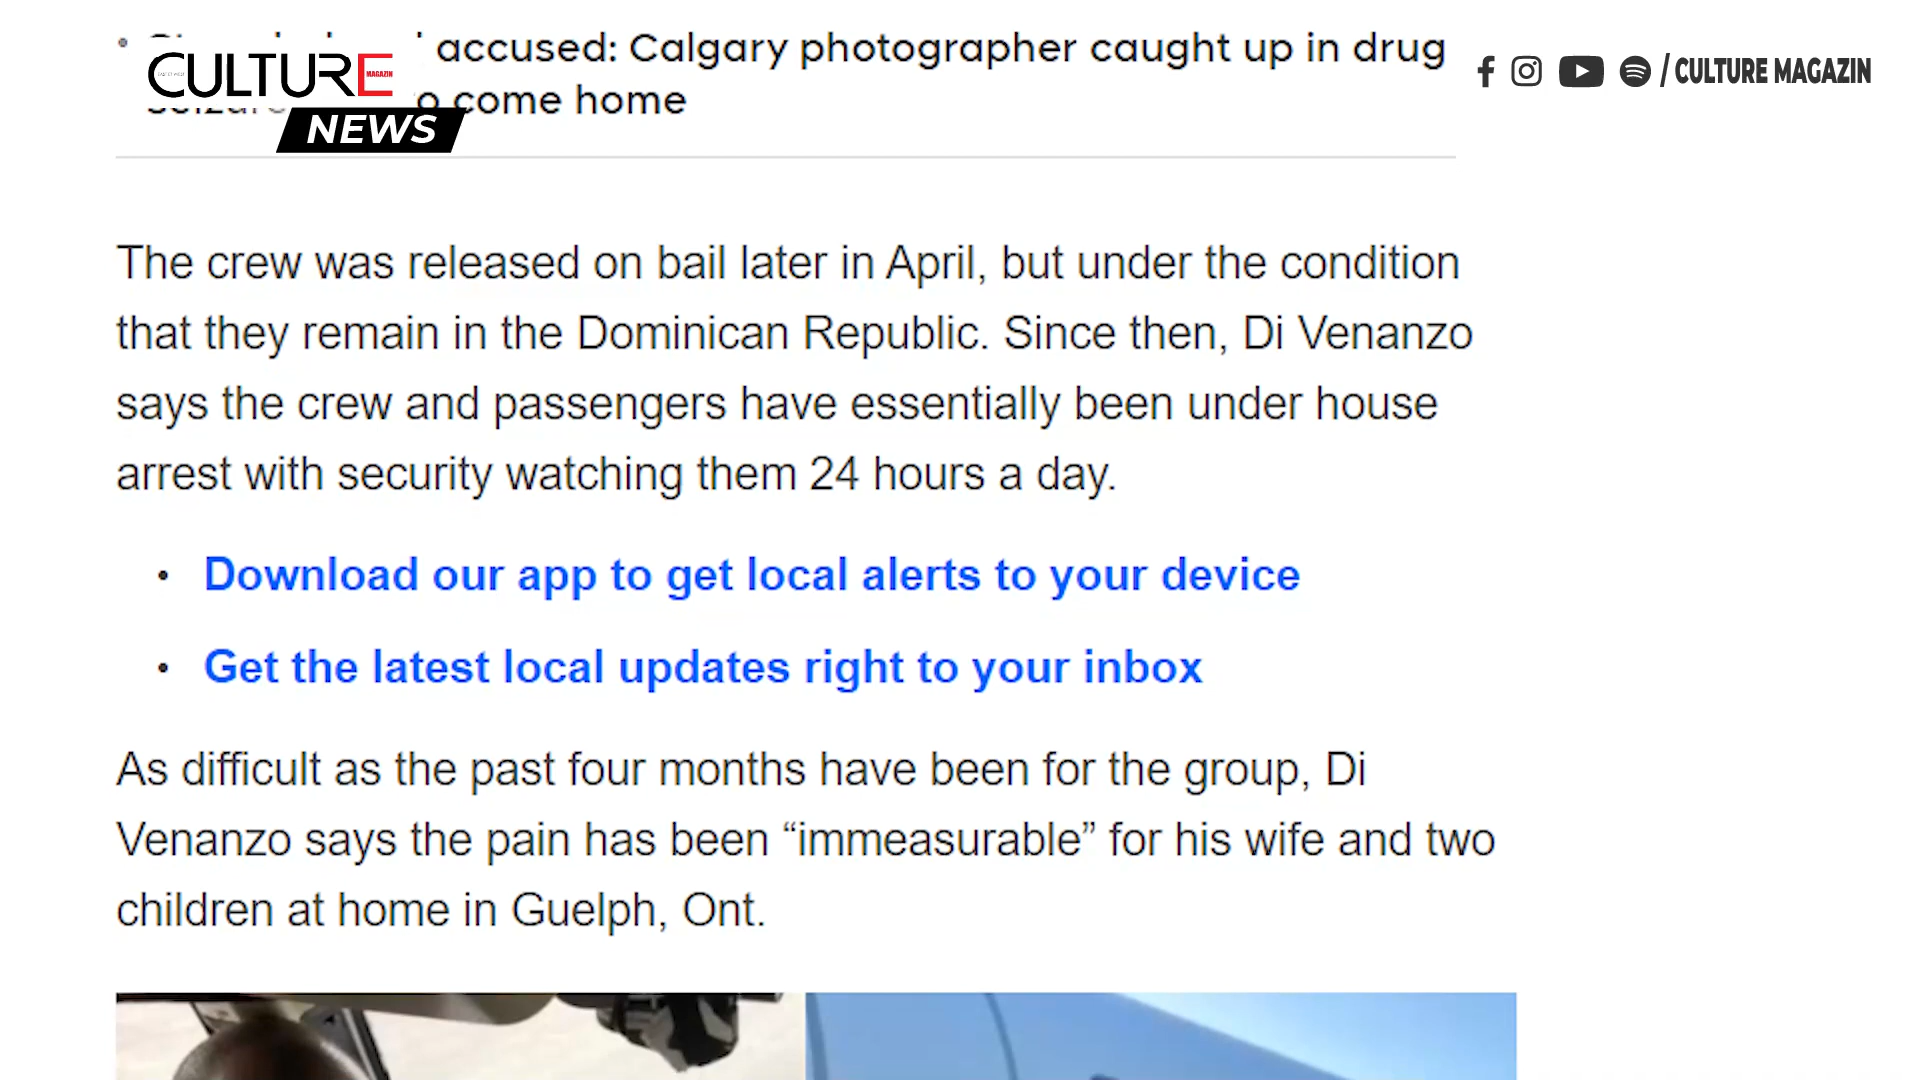 accused: Calgary photographer caught up in drug
come home
CULTURE
MAGAZIN
NEWS
/ CULTURE MAGAZIN
The crew was released on bail later in April, but under the condition
that they remain in the Dominican Republic. Since then, Di Venanzo
says the crew and passengers have essentially been under house
arrest with security watching them 24 hours a day.
• Download our app to get local alerts to your device
• Get the latest local updates right to your inbox
As difficult as the past four months have been for the group, Di
Venanzo says the pain has been “immeasurable” for his wife and two
children at home in Guelph, Ont.